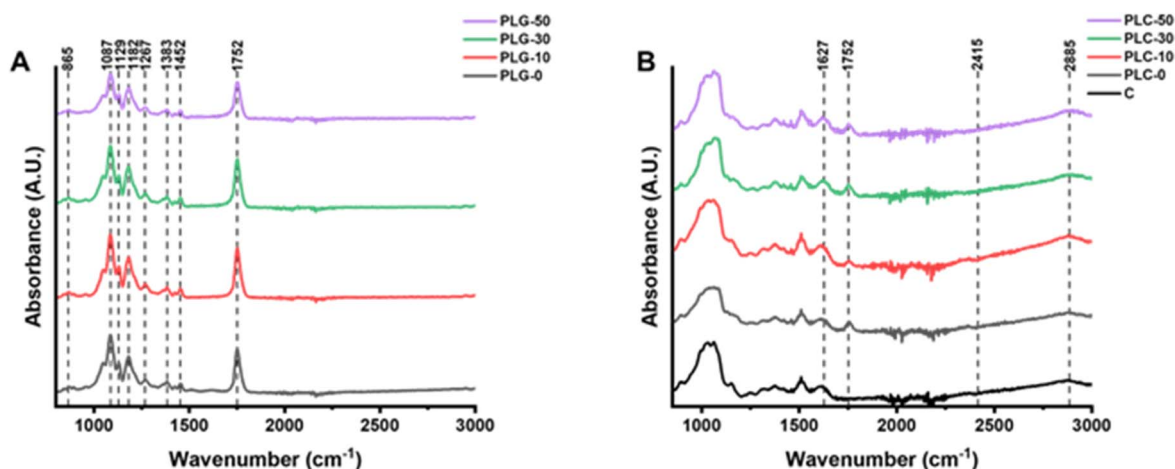 A
865
1087
1129
1182
1267
1383
1452
1752
PLG-50
PLG-30
PLG-10
PLG-0
Absorbance (A.U.)
1000
1500
2000
2500
3000
Wavenumber (cm⁻¹)
B
1627
1752
2415
2885
PLC-50
PLC-30
PLC-10
PLC-0
C
Absorbance (A.U.)
1000
1500
2000
2500
3000
Wavenumber (cm⁻¹)